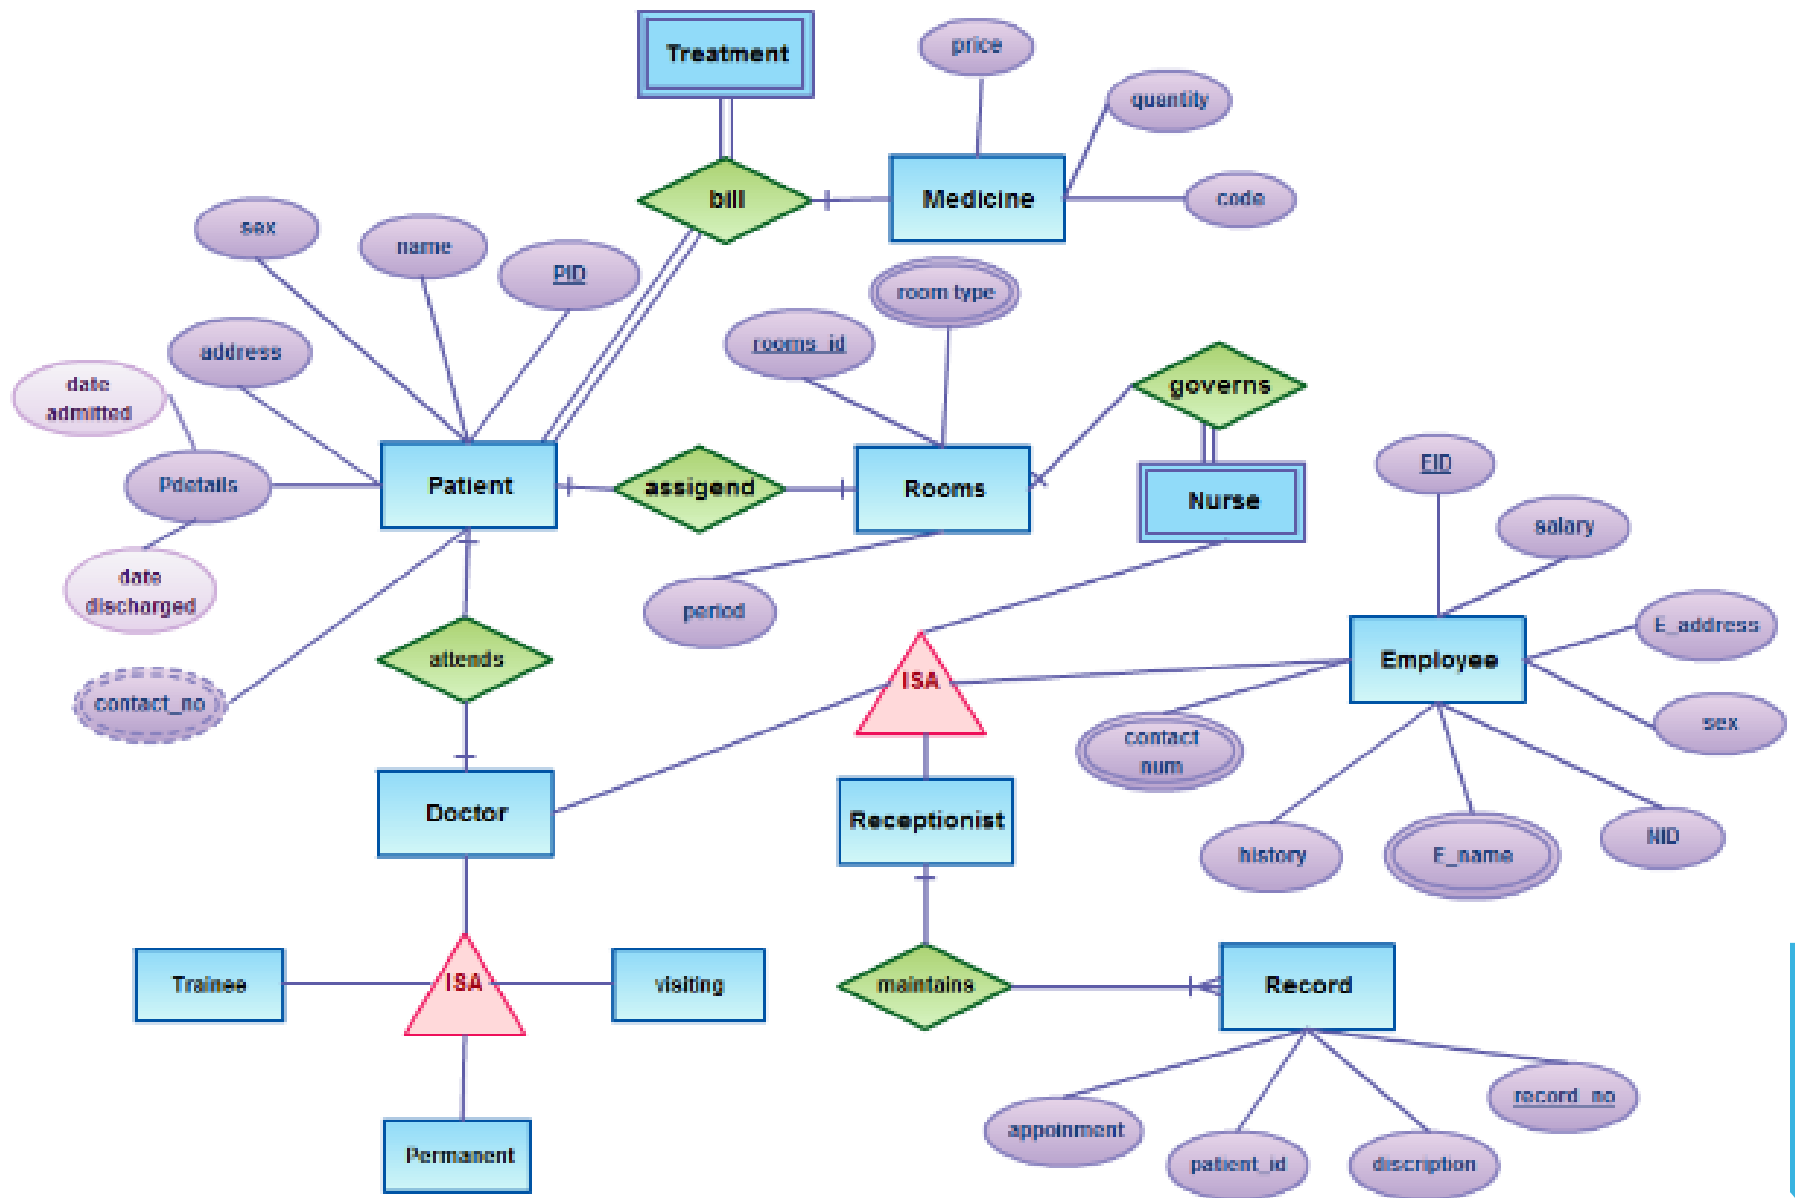 Treatment
price
quantity
bill
Medicine
code
sex
name
PID
room type
rooms_id
address
date
admitted
governs
Pdetails
Patient
assigend
Rooms
Nurse
EID
salary
date
discharged
period
E_address
attends
ISA
Employee
contact_no
contact
num
sex
Doctor
Receptionist
history
E_name
NID
Trainee
ISA
visiting
maintains
Record
record_no
appoinment
Permanent
patient_id
discription